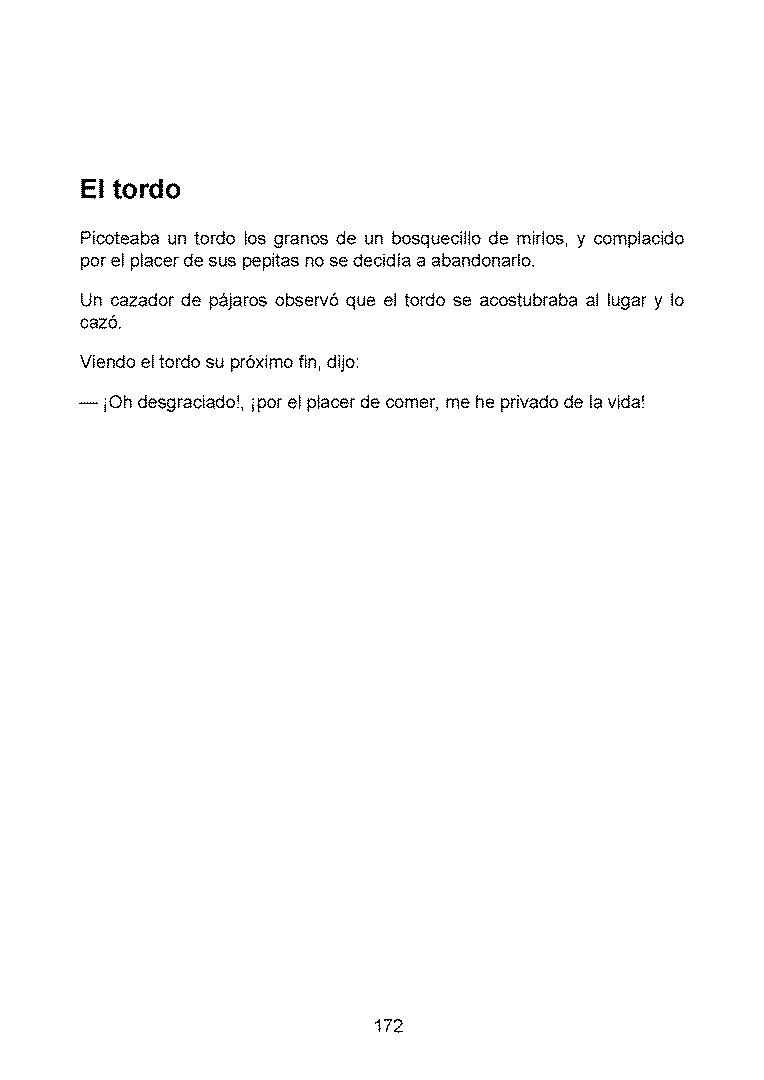 El tordo
Picoteaba un tordo los granos de un bosquecillo de mirlos, y complacido
por el placer de sus pepitas no se decidía a abandonarlo.
Un cazador de pájaros observó que el tordo se acostubraba al lugar y lo
cazó.
Viendo el tordo su próximo fin, dijo:
— ¡Oh desgraciado!, ¡por el placer de comer, me he privado de la vida!
172